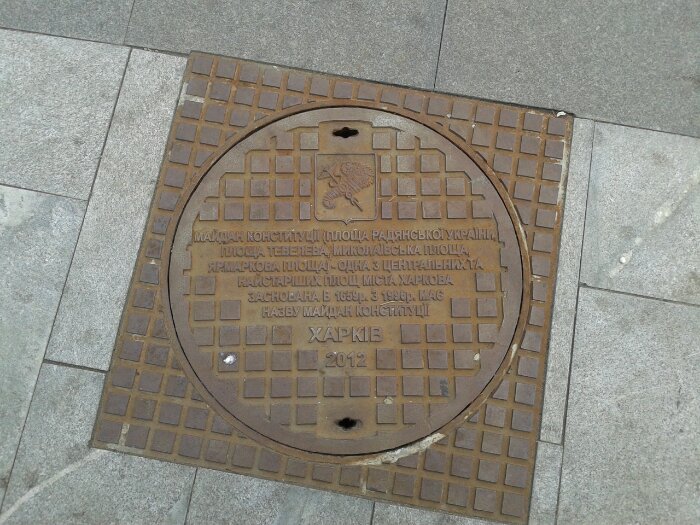 МАЙДАН КОНСТИТУЦІЇ (ПЛОЩА РАДЯНСЬКОЇ УКРАЇНИ,
ПЛОЩА ТЕВЕЛЕВА, МИКОЛАЇВСЬКА ПЛОЩА,
ЯРМАРКОВА ПЛОЩА) - ОДНА З ЦЕНТРАЛЬНИХ ТА
НАЙСТАРІШИХ ПЛОЩ МІСТА ХАРКОВА
ЗАСНОВАНА В 1659р. З 1996р. МАЄ
НАЗВУ МАЙДАН КОНСТИТУЦІЇ
ХАРКІВ
2012